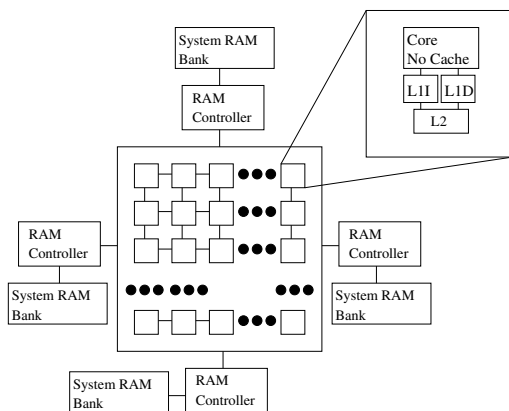 System RAM
Bank
RAM
Controller
Core
No Cache
L1I
L1D
L2
RAM
Controller
System RAM
Bank
RAM
Controller
System RAM
Bank
System RAM
Bank
RAM
Controller